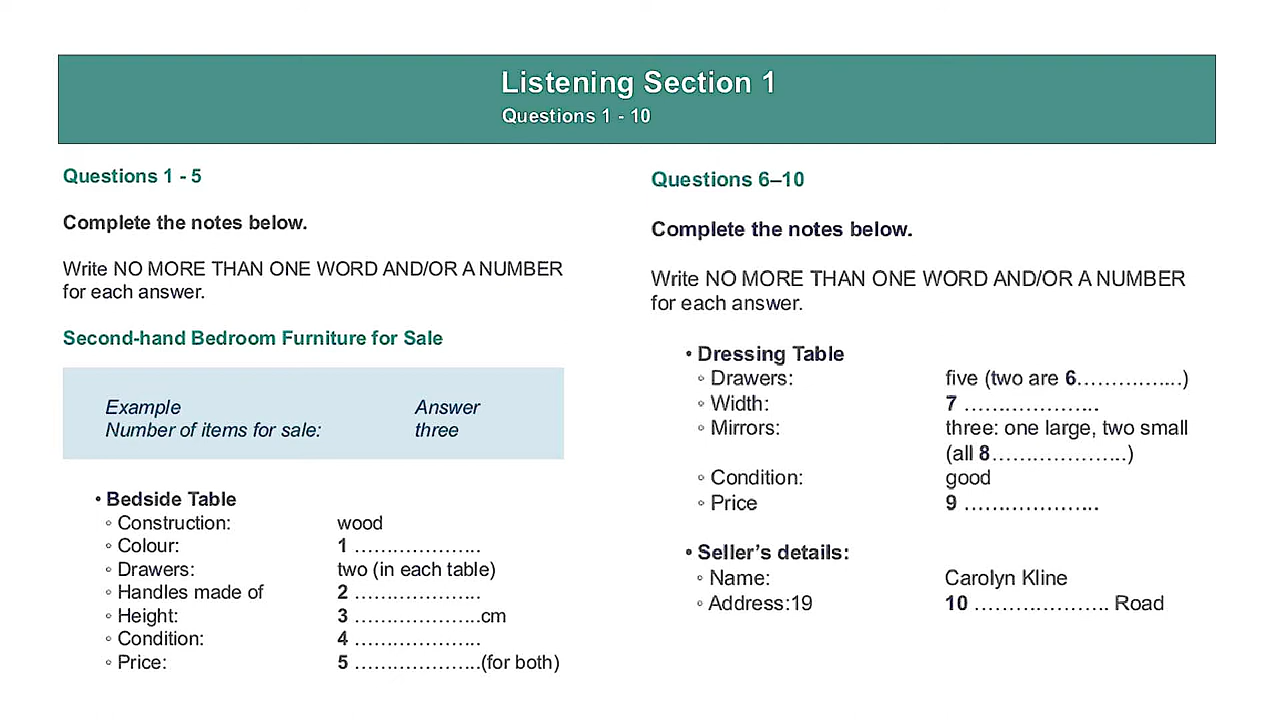 Listening Section 1
Questions 1 - 10
Questions 1 - 5
Complete the notes below.
Write NO MORE THAN ONE WORD AND/OR A NUMBER
for each answer.
Second-hand Bedroom Furniture for Sale
Example Answer
Number of items for sale: three
• Bedside Table
◦ Construction: wood
◦ Colour: 1 ………………..
◦ Drawers: two (in each table)
◦ Handles made of 2 ………………..
◦ Height: 3 ………………..cm
◦ Condition: 4 ………………..
◦ Price: 5 ………………..(for both)
Questions 6–10
Complete the notes below.
Write NO MORE THAN ONE WORD AND/OR A NUMBER
for each answer.
• Dressing Table
◦ Drawers: five (two are 6……………..)
◦ Width: 7 ………………..
◦ Mirrors: three: one large, two small
(all 8………………..)
◦ Condition: good
◦ Price 9 ………………..
• Seller’s details:
◦ Name: Carolyn Kline
◦ Address:19 10 ……………….. Road